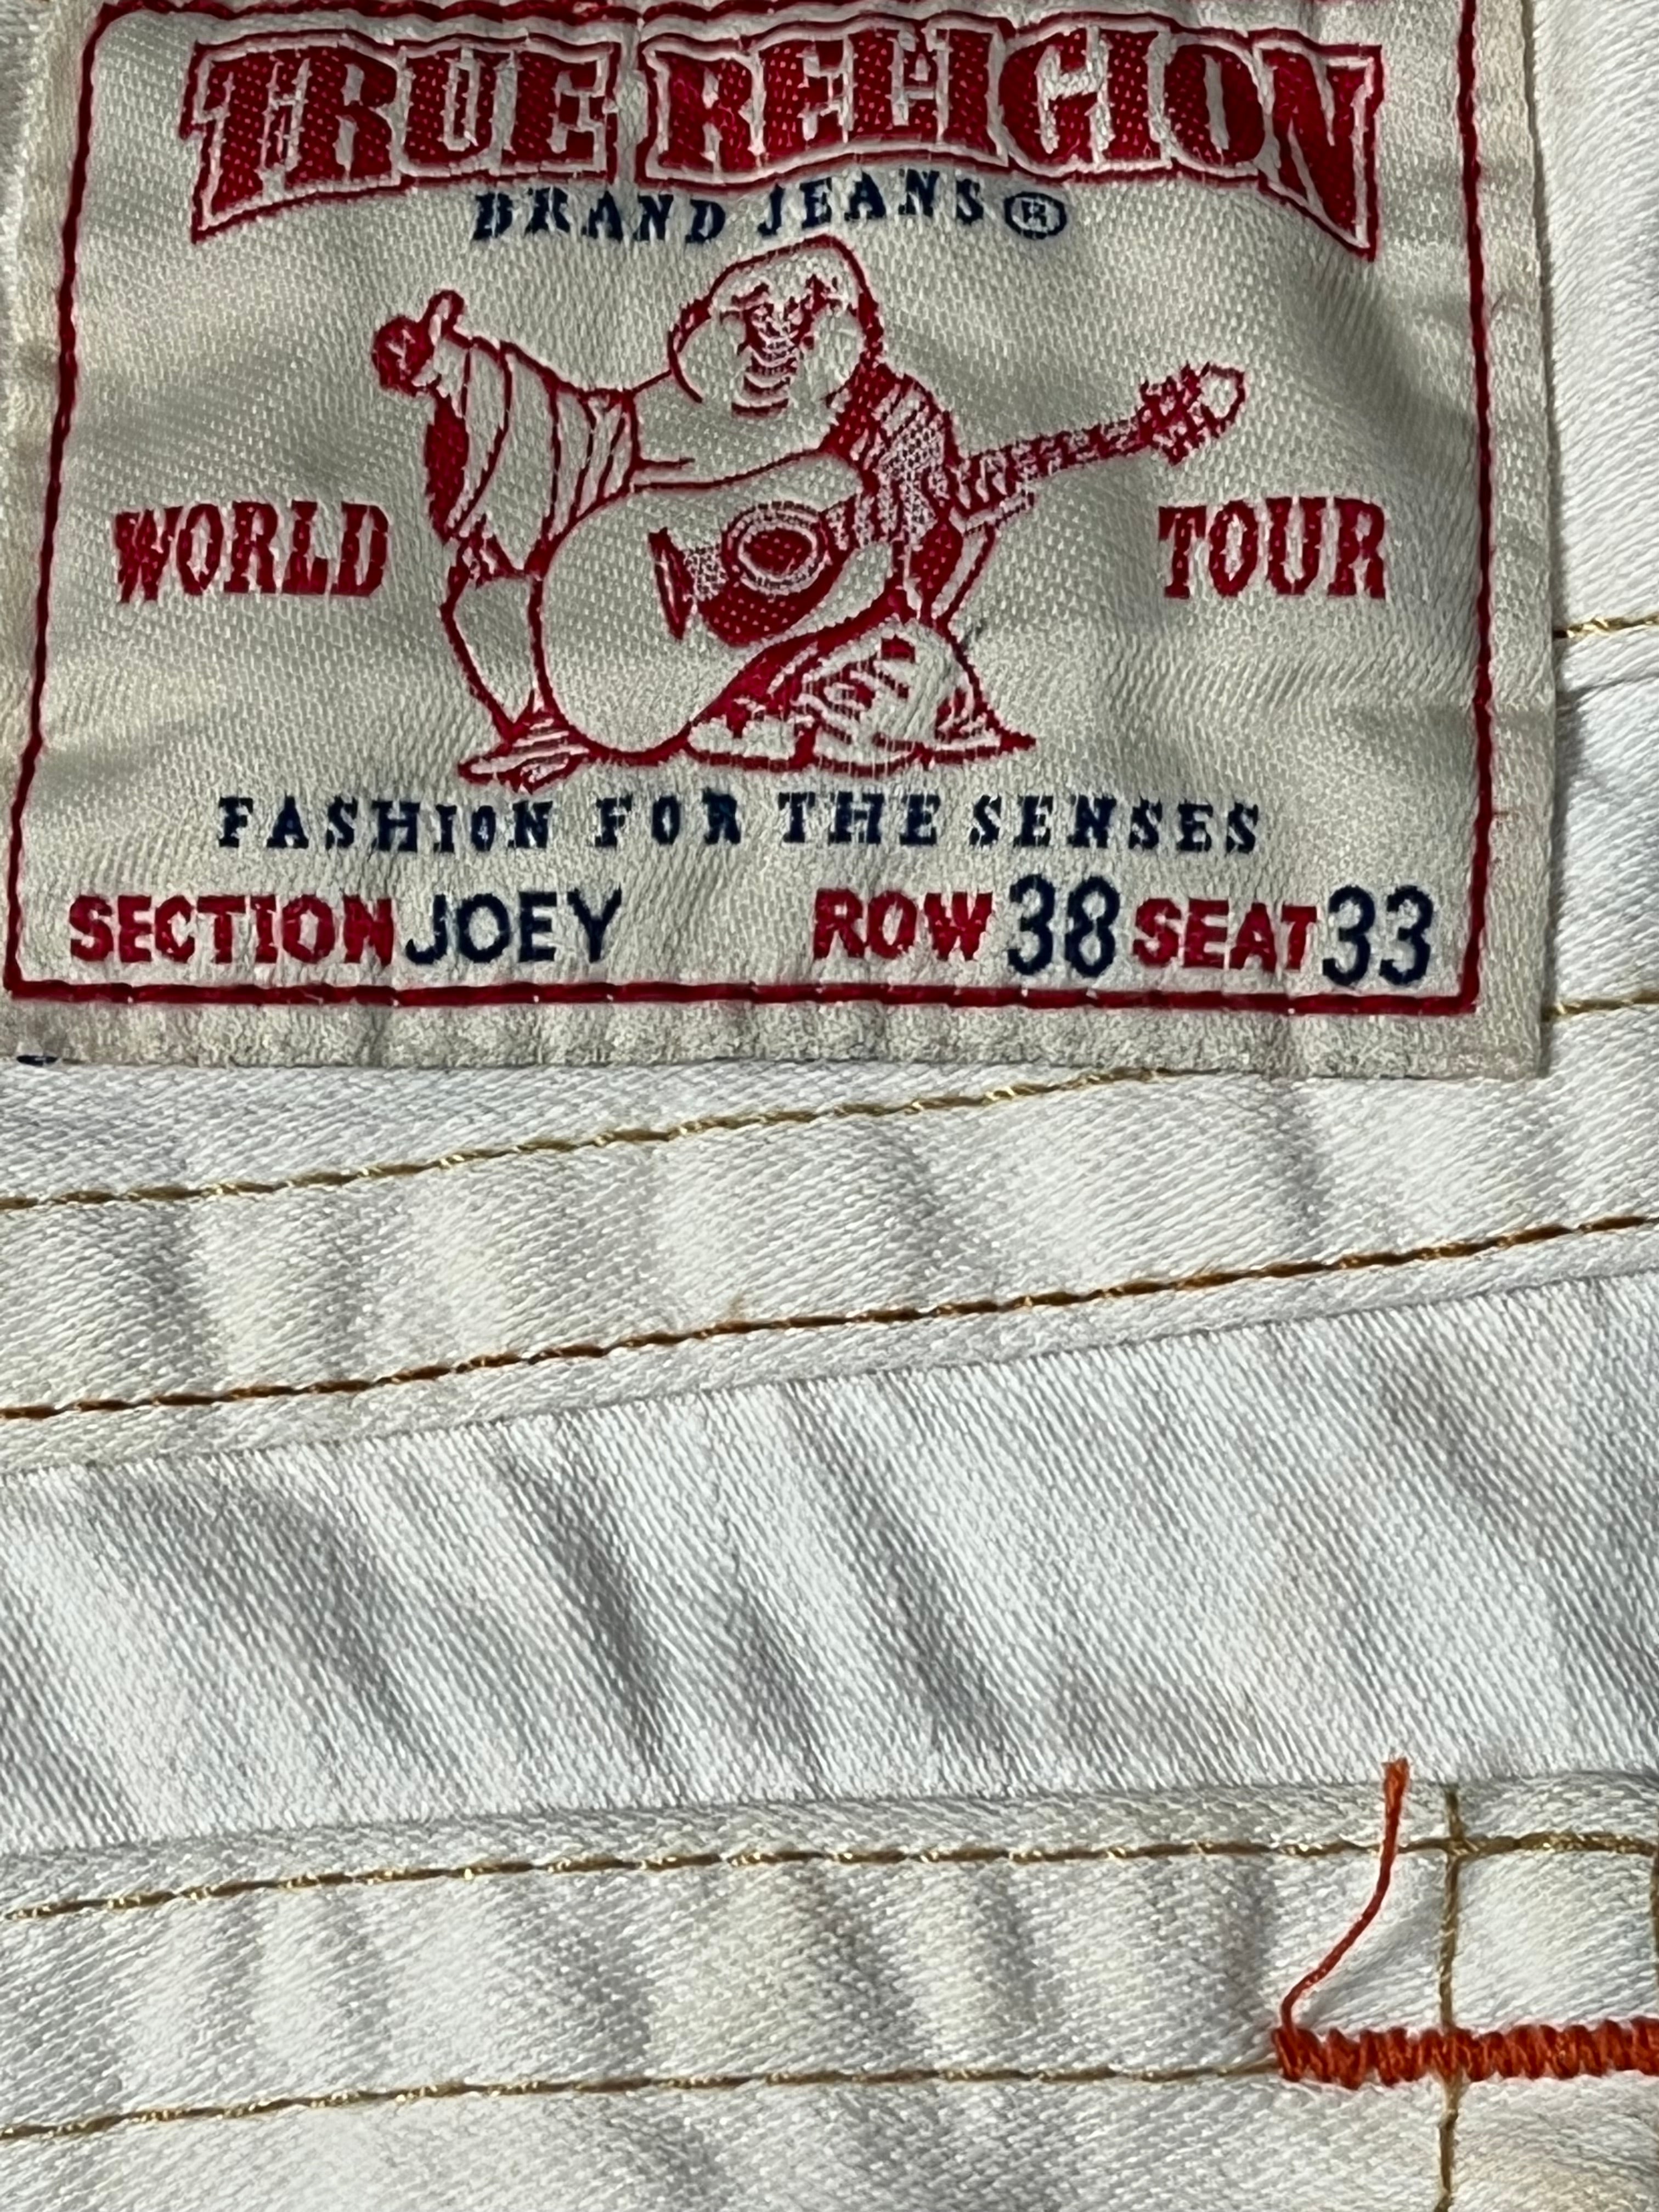 TRUE RELIGION
BRAND JEANS®
WORLD TOUR
FASHION FOR THE SENSES
SECTION JOEY ROW 38 SEAT 33